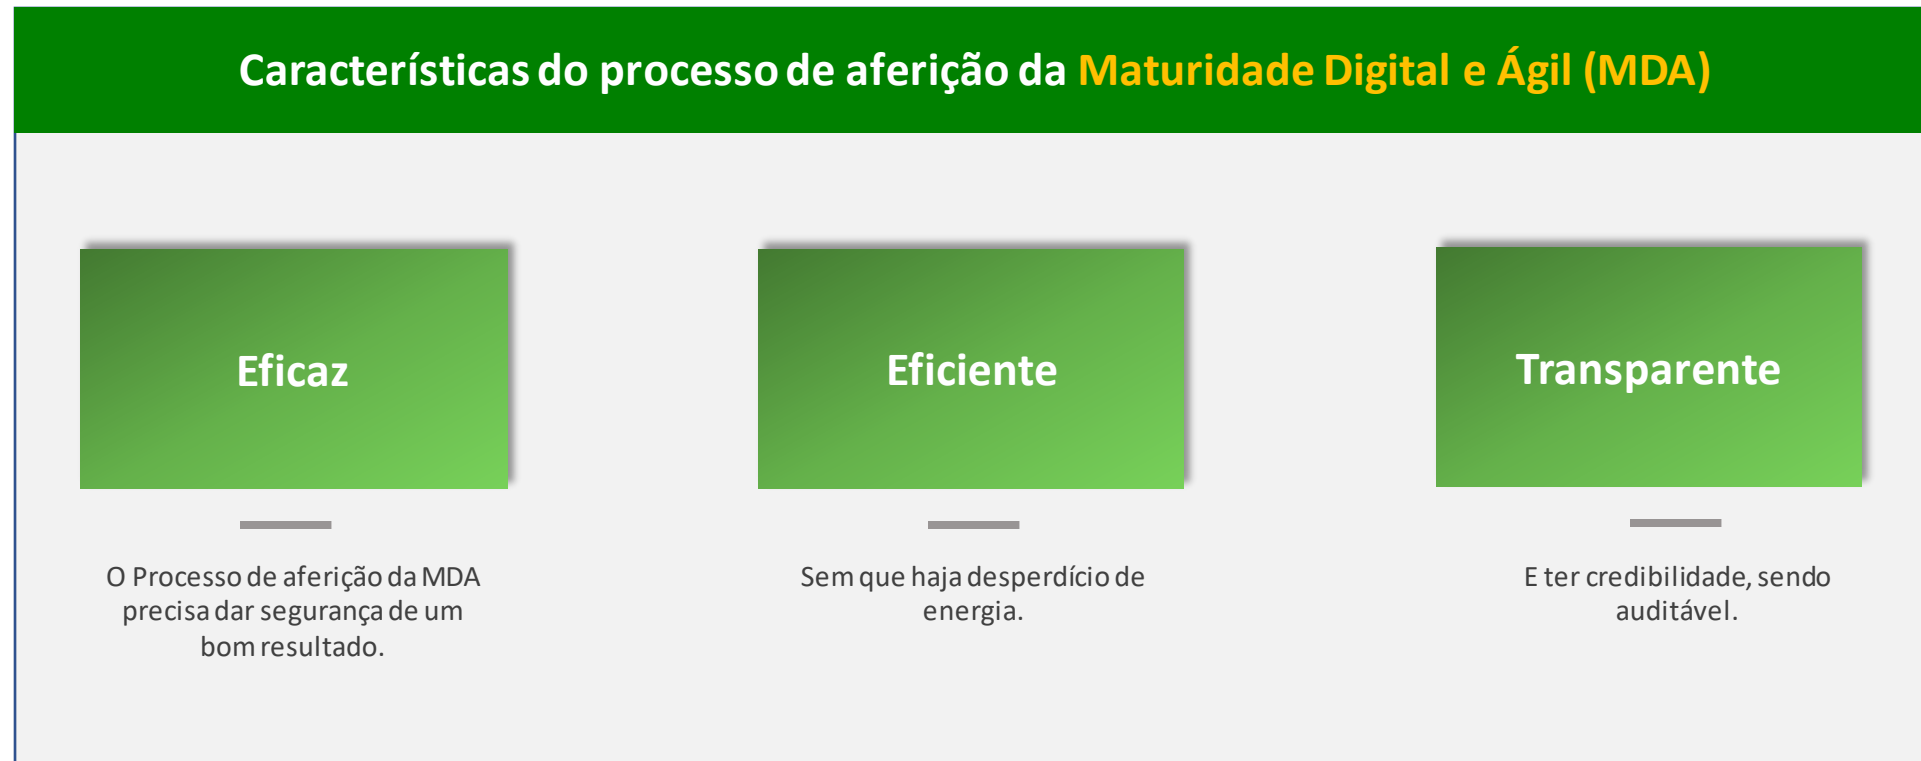 Características do processo de aferição da Maturidade Digital e Ágil (MDA)
Eficaz
O Processo de aferição da MDA
precisa dar segurança de um
bom resultado.
Eficiente
Sem que haja desperdício de
energia.
Transparente
E ter credibilidade, sendo
auditável.